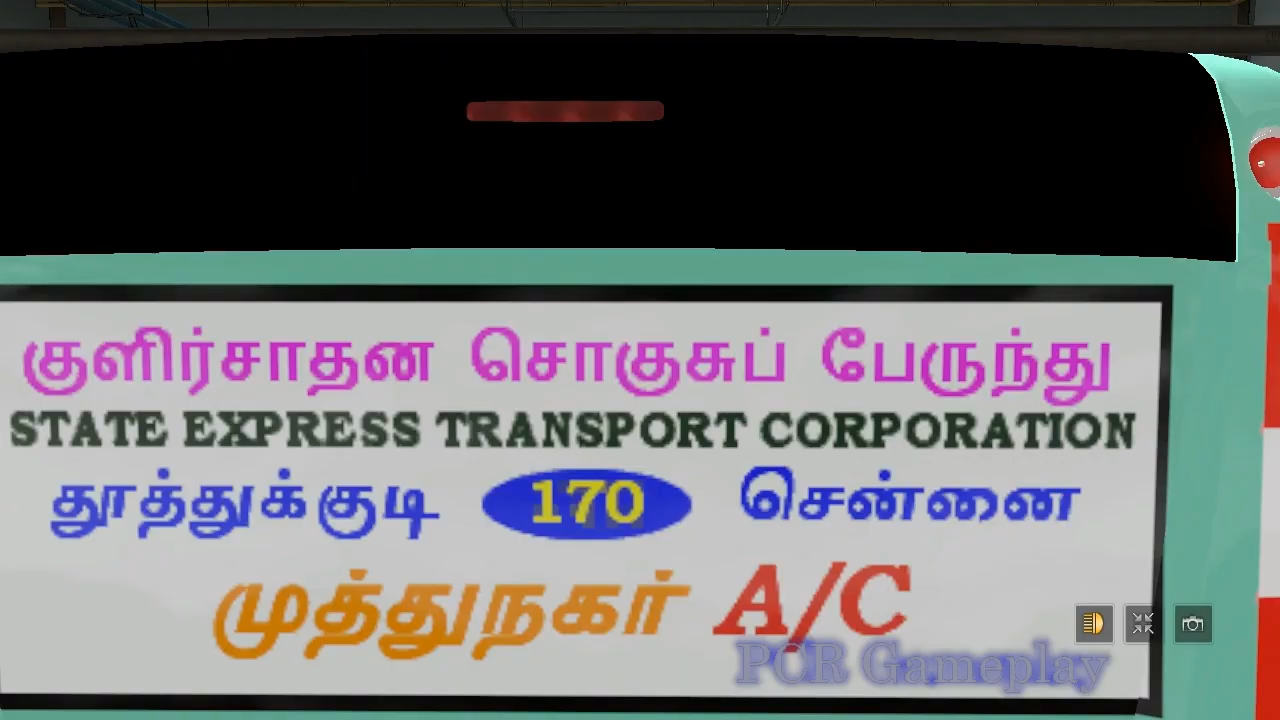 குளிர்சாதன சொகுசுப் பேருந்து
STATE EXPRESS TRANSPORT CORPORATION
தூத்துக்குடி 170 சென்னை
முத்துநகர் A/C
PCR Gameplay